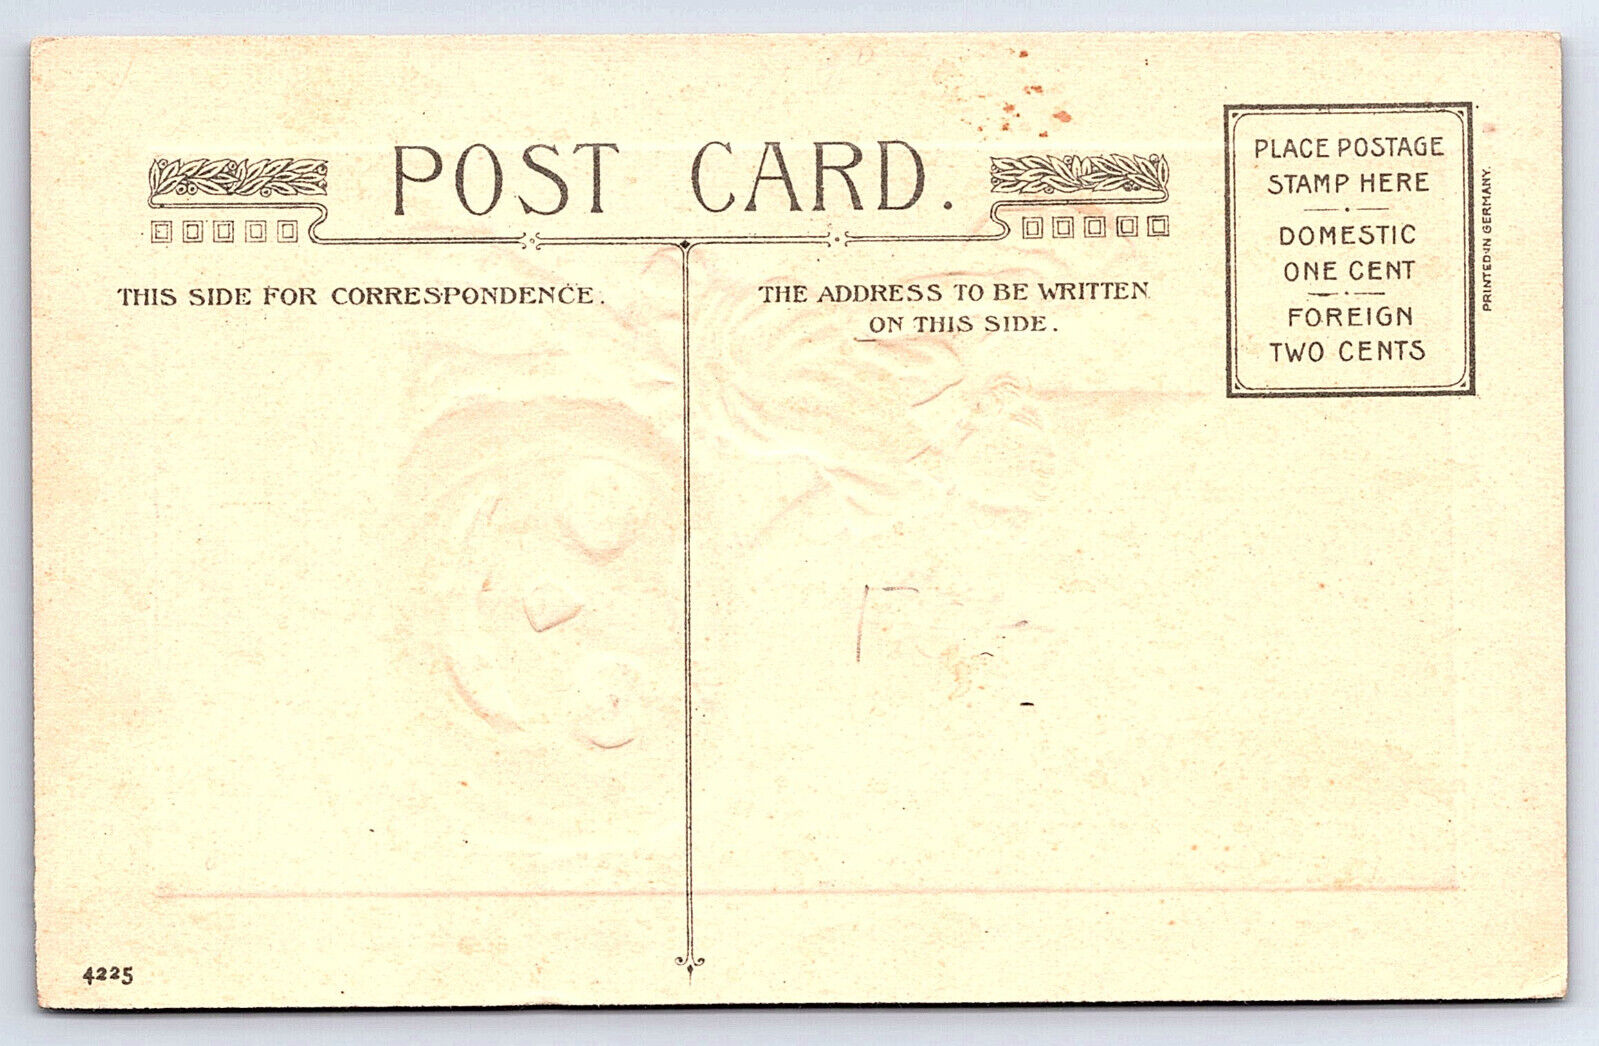 POST CARD.
THIS SIDE FOR CORRESPONDENCE.
THE ADDRESS TO BE WRITTEN
ON THIS SIDE.
PLACE POSTAGE
STAMP HERE
DOMESTIC
ONE CENT
FOREIGN
TWO CENTS
PRINTED IN GERMANY.
4225